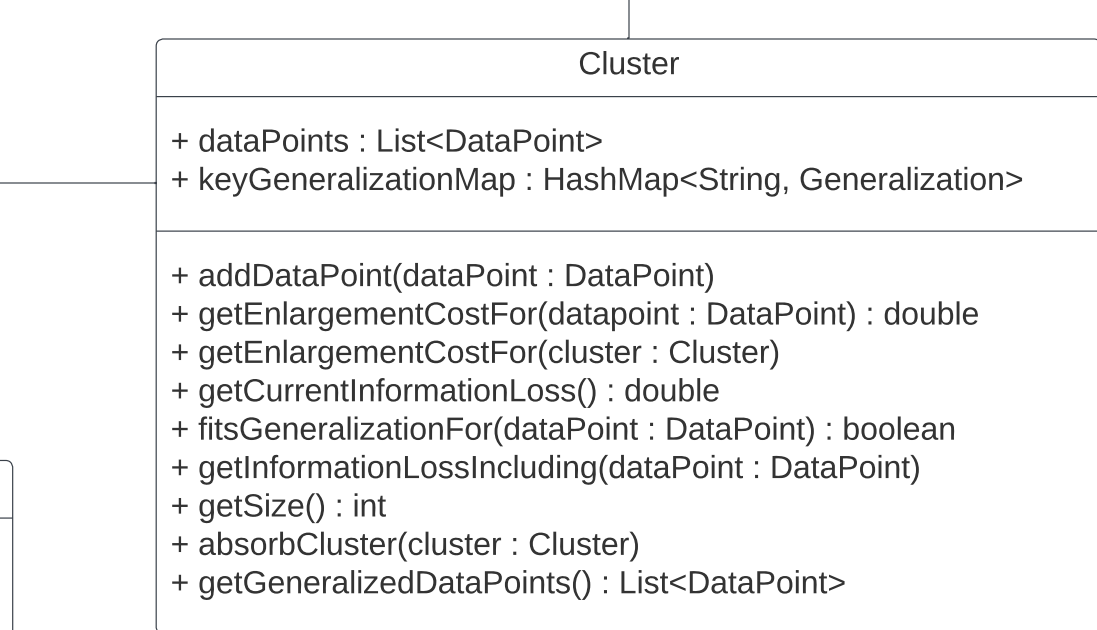 Cluster
+ dataPoints : List<DataPoint>
+ keyGeneralizationMap : HashMap<String, Generalization>
+ addDataPoint(dataPoint : DataPoint)
+ getEnlargementCostFor(datapoint : DataPoint) : double
+ getEnlargementCostFor(cluster : Cluster)
+ getCurrentInformationLoss() : double
+ fitsGeneralizationFor(dataPoint : DataPoint) : boolean
+ getInformationLossIncluding(dataPoint : DataPoint)
+ getSize() : int
+ absorbCluster(cluster : Cluster)
+ getGeneralizedDataPoints() : List<DataPoint>